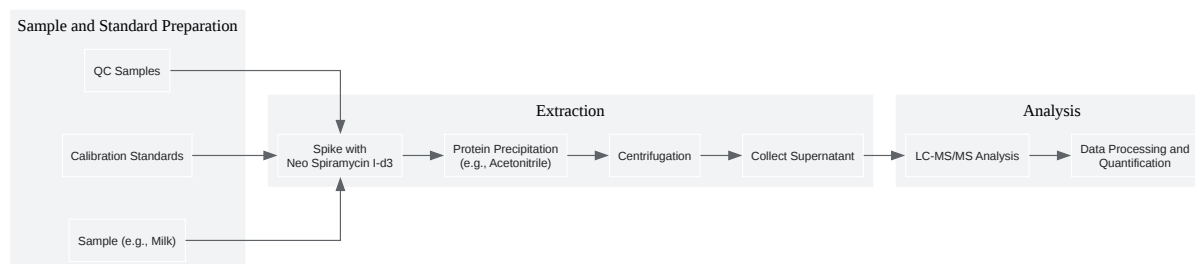 Sample and Standard Preparation
QC Samples
Calibration Standards
Sample (e.g., Milk)
Extraction
Spike with
Neo Spiramycin I-d3
Protein Precipitation
(e.g., Acetonitrile)
Centrifugation
Collect Supernatant
Analysis
LC-MS/MS Analysis
Data Processing and
Quantification